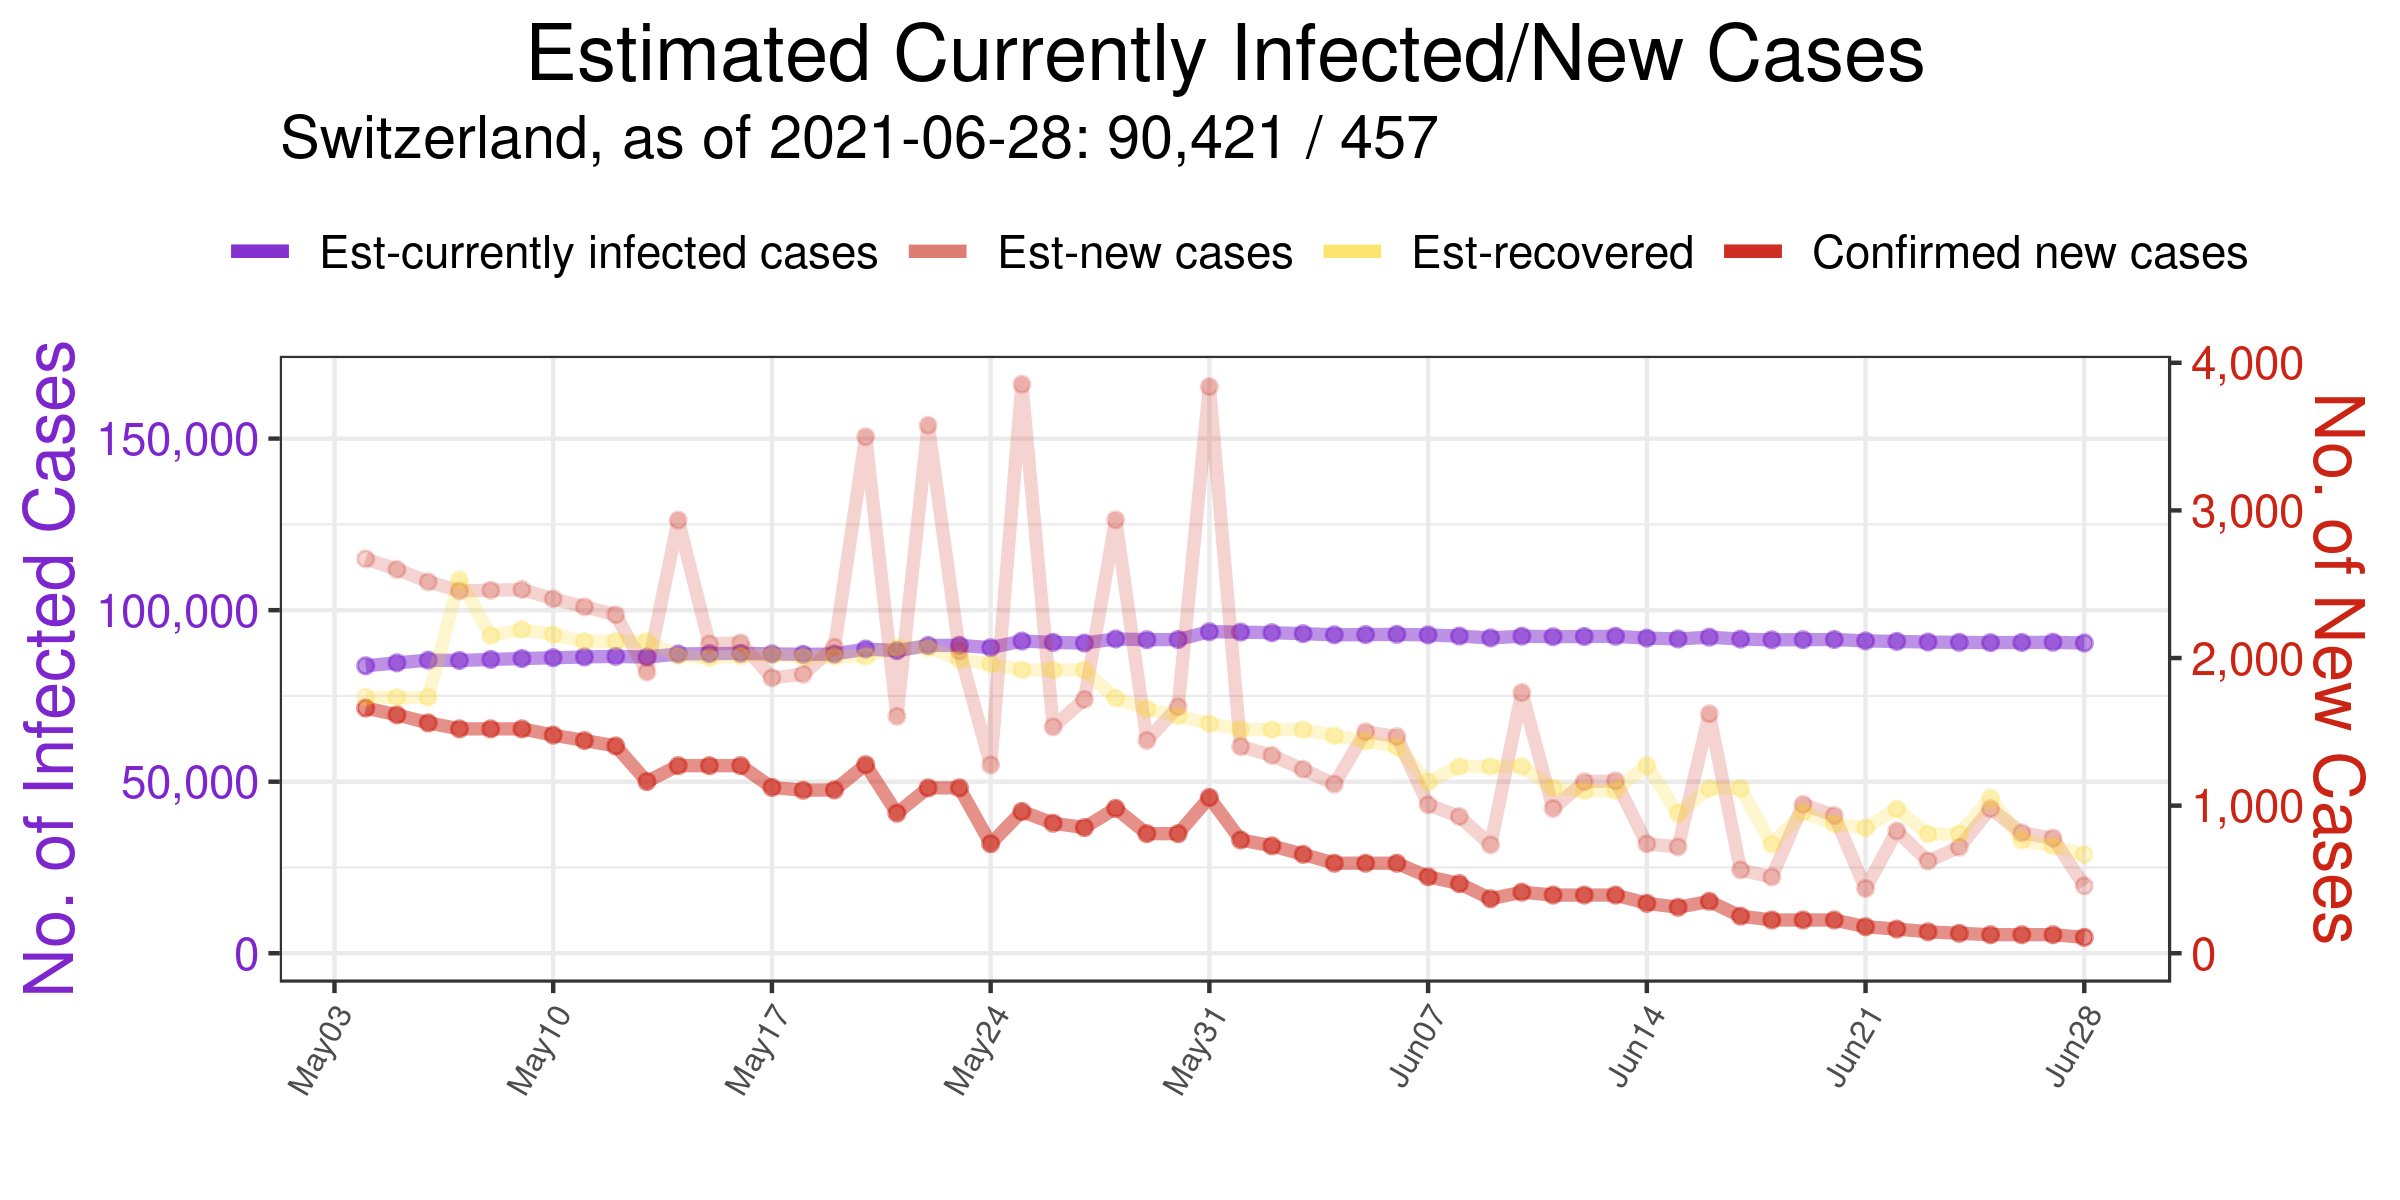 Estimated Currently Infected/New Cases
Switzerland, as of 2021-06-28: 90,421 / 457
Est-currently infected cases Est-new cases Est-recovered Confirmed new cases
No. of Infected Cases
150,000
100,000
50,000
0
4,000
3,000
2,000
1,000
0
No. of New Cases
May03 May10 May17 May24 May31 Jun07 Jun14 Jun21 Jun28